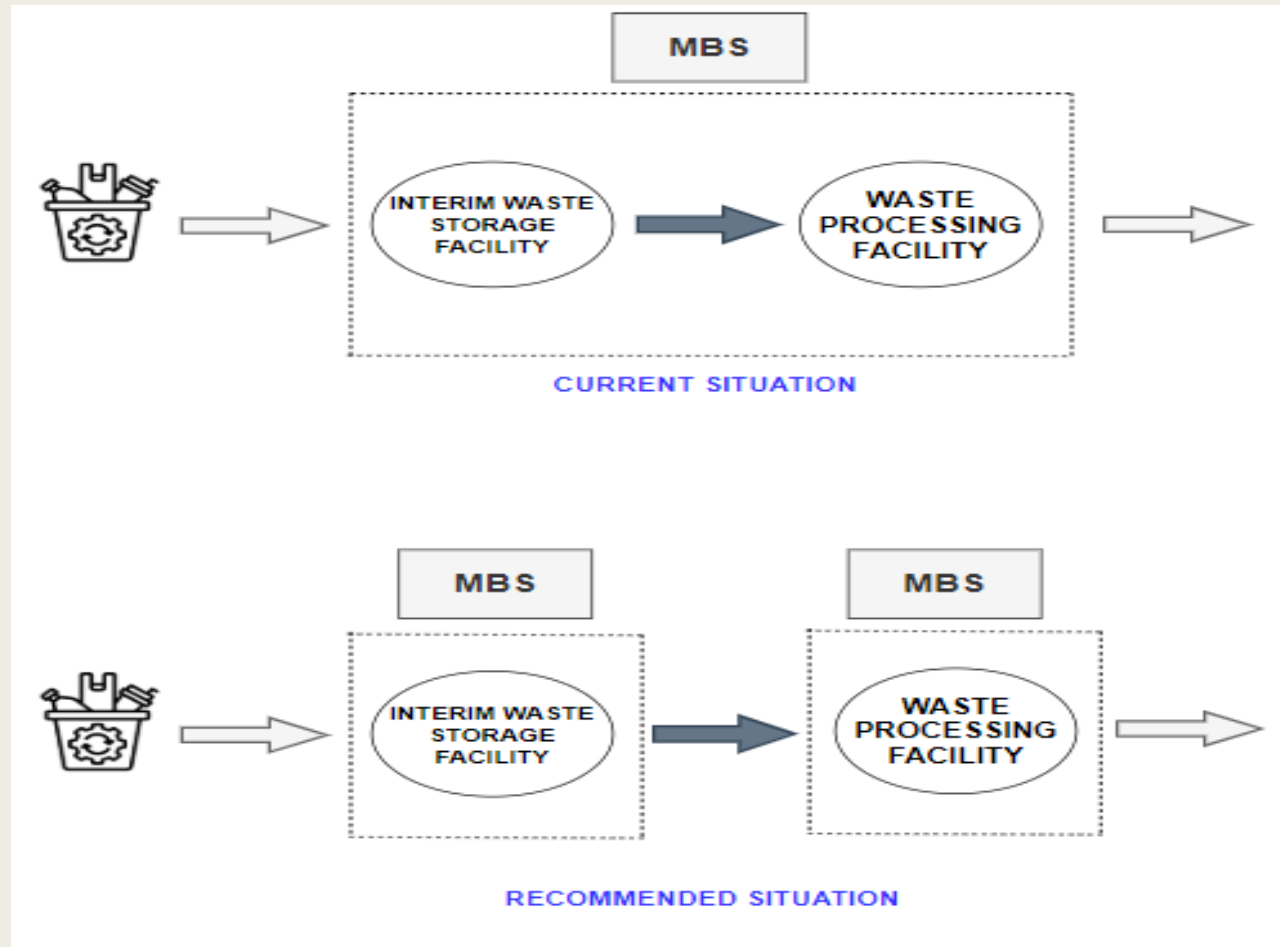 MBS
INTERIM WASTE
STORAGE
FACILITY
WASTE
PROCESSING
FACILITY
CURRENT SITUATION
MBS
MBS
INTERIM WASTE
STORAGE
FACILITY
WASTE
PROCESSING
FACILITY
RECOMMENDED SITUATION